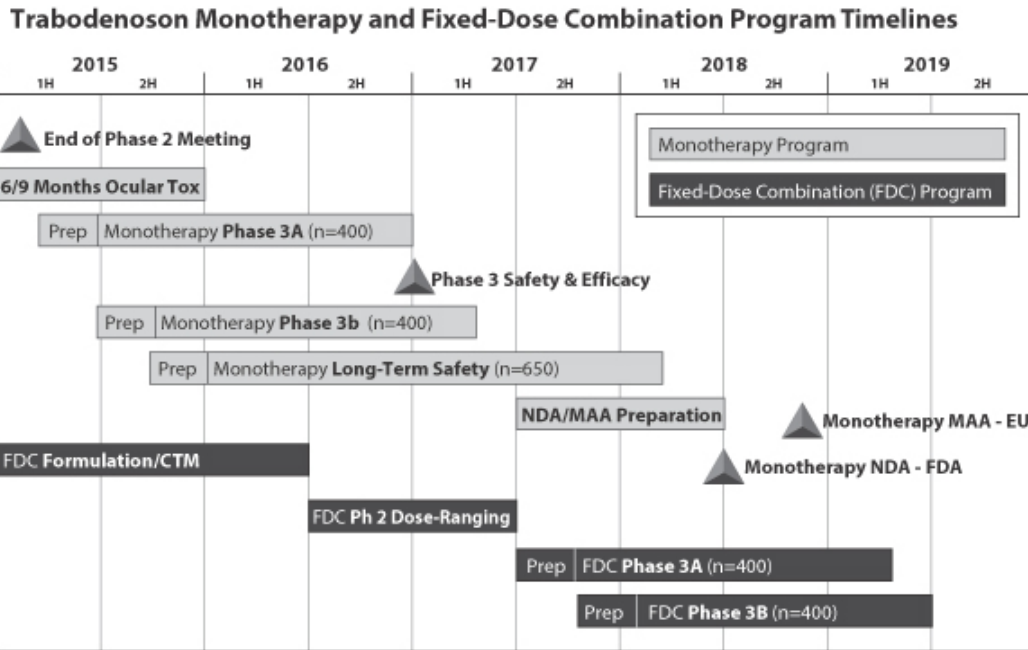 Trabodenoson Monotherapy and Fixed-Dose Combination Program Timelines
2015 2016 2017 2018 2019
1H 2H 1H 2H 1H 2H 1H 2H 1H 2H
End of Phase 2 Meeting
Monotherapy Program
Fixed-Dose Combination (FDC) Program
6/9 Months Ocular Tox
Prep Monotherapy Phase 3A (n=400)
Phase 3 Safety & Efficacy
Prep Monotherapy Phase 3b (n=400)
Prep Monotherapy Long-Term Safety (n=650)
NDA/MAA Preparation
Monotherapy MAA - EU
FDC Formulation/CTM
Monotherapy NDA - FDA
FDC Ph 2 Dose-Ranging
Prep FDC Phase 3A (n=400)
Prep FDC Phase 3B (n=400)